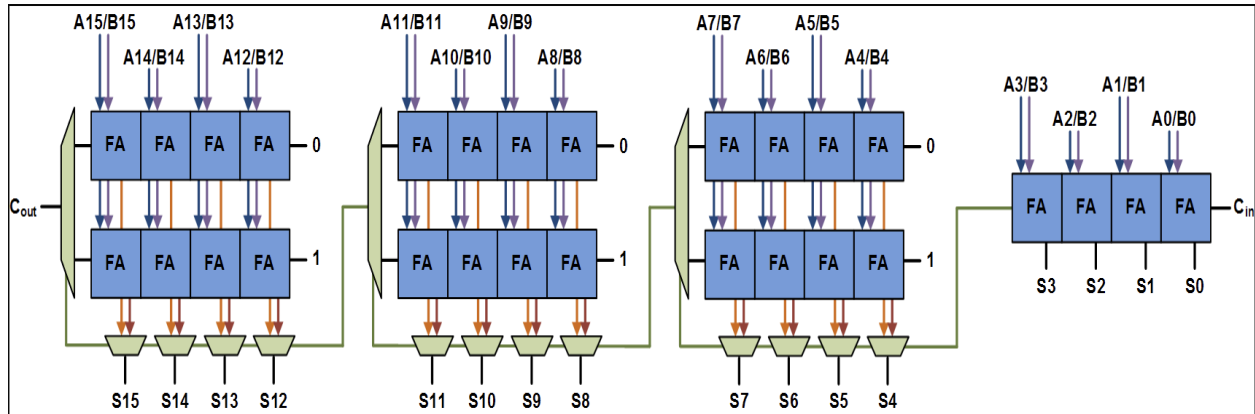 A15/B15 A13/B13 A11/B11 A9/B9 A7/B7 A5/B5
A14/B14 A12/B12 A10/B10 A8/B8 A6/B6 A4/B4
A3/B3 A1/B1
A2/B2 A0/B0
FA FA FA FA 0 FA FA FA FA 0 FA FA FA FA 0
Cout FA FA FA FA Cin
FA FA FA FA 1 FA FA FA FA 1 FA FA FA FA 1
S3 S2 S1 S0
S15 S14 S13 S12 S11 S10 S9 S8 S7 S6 S5 S4